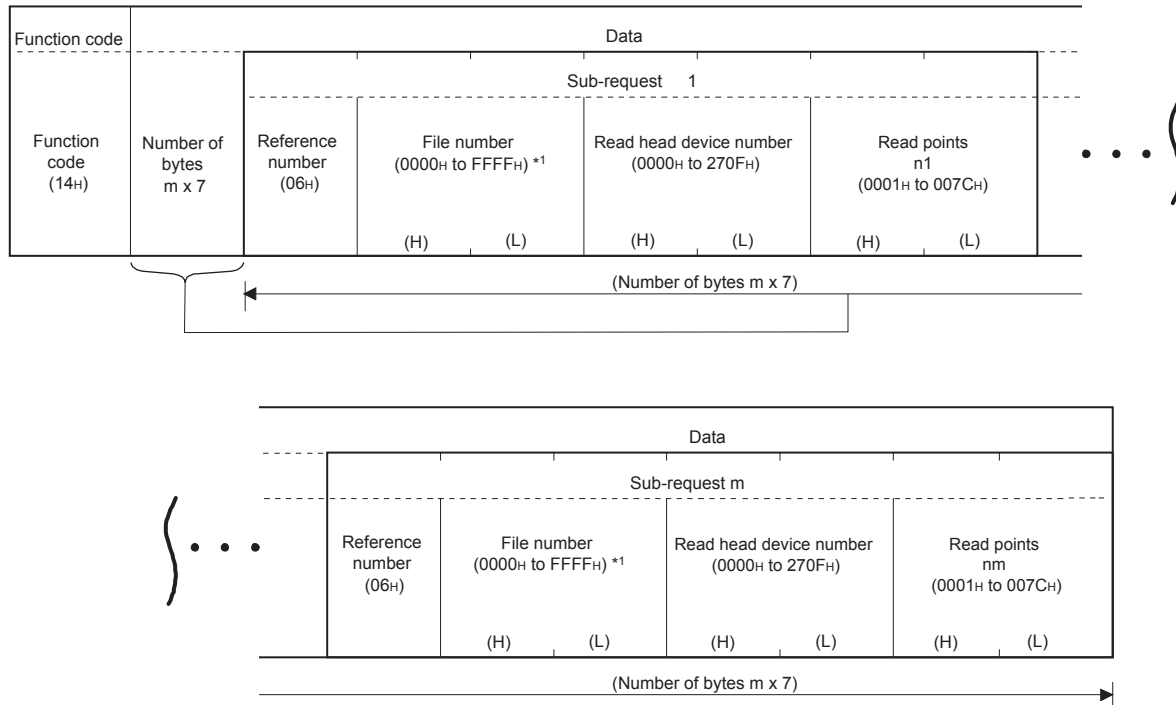 Function code
Data
Sub-request 1
Function
code
(14H)
Number of
bytes
m x 7
Reference
number
(06H)
File number
(0000H to FFFFH) *1
(H) (L)
Read head device number
(0000H to 270FH)
(H) (L)
Read points
n1
(0001H to 007CH)
(H) (L)
(Number of bytes m x 7)
Data
Sub-request m
Reference
number
(06H)
File number
(0000H to FFFFH) *1
(H) (L)
Read head device number
(0000H to 270FH)
(H) (L)
Read points
nm
(0001H to 007CH)
(H) (L)
(Number of bytes m x 7)